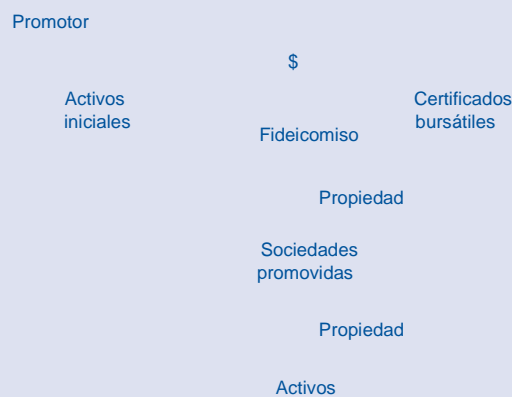 Promotor
$
Activos
iniciales
Certificados
bursátiles
Fideicomiso
Propiedad
Sociedades
promovidas
Propiedad
Activos